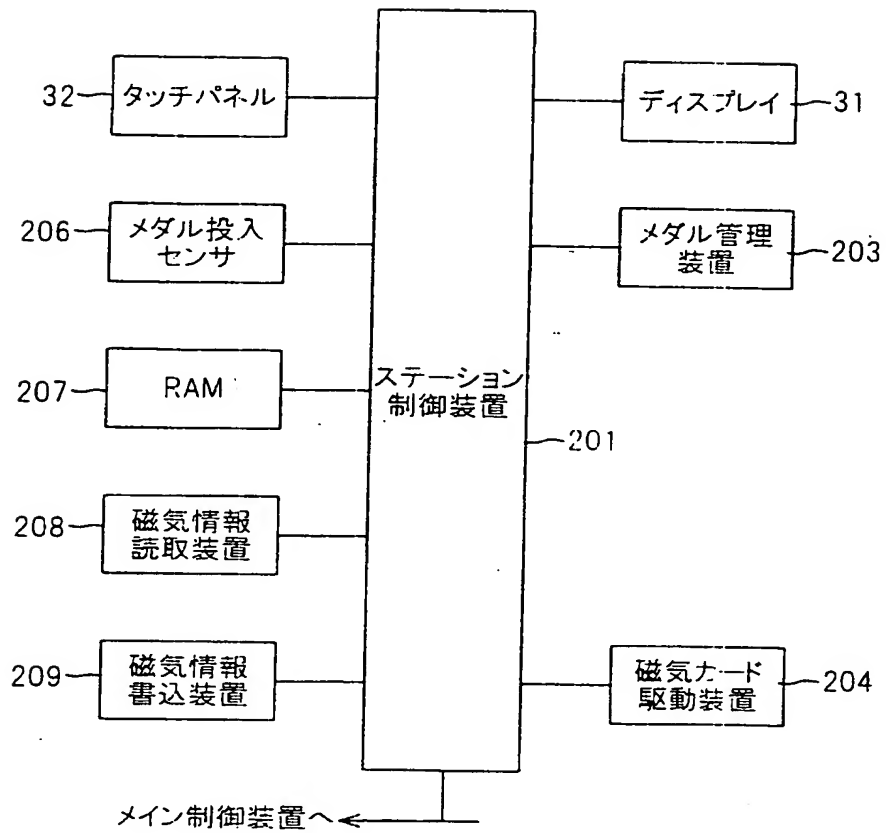 32
タッチパネル
ディスプレイ
31
206
メダル投入
センサ
メダル管理
装置
203
207
RAM
ステーション
制御装置
201
208
磁気情報
読取装置
209
磁気情報
書込装置
磁気カード
駆動装置
204
メイン制御装置へ